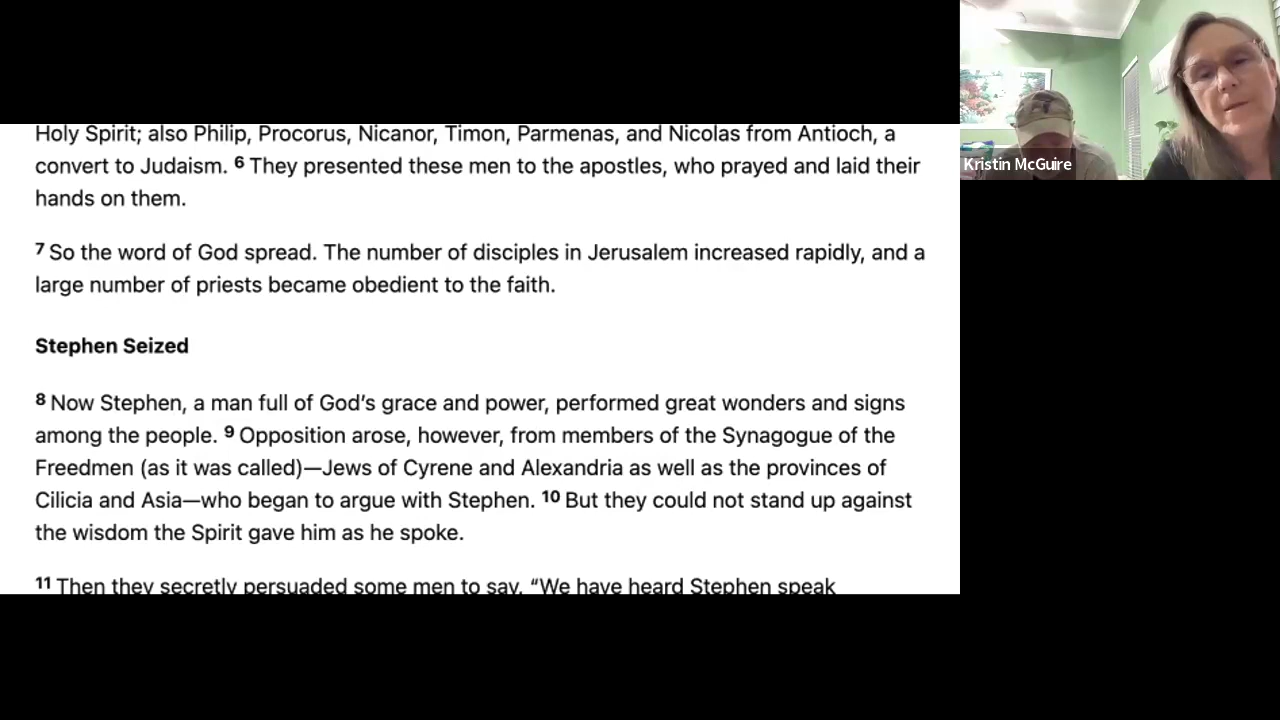 Holy Spirit; also Philip, Procorus, Nicanor, Timon, Parmenas, and Nicolas from Antioch, a
convert to Judaism. 6 They presented these men to the apostles, who prayed and laid their
hands on them.
7 So the word of God spread. The number of disciples in Jerusalem increased rapidly, and a
large number of priests became obedient to the faith.
Stephen Seized
8 Now Stephen, a man full of God’s grace and power, performed great wonders and signs
among the people. 9 Opposition arose, however, from members of the Synagogue of the
Freedmen (as it was called)—Jews of Cyrene and Alexandria as well as the provinces of
Cilicia and Asia—who began to argue with Stephen. 10 But they could not stand up against
the wisdom the Spirit gave him as he spoke.
11 Then they secretly persuaded some men to say, “We have heard Stephen speak
Kristin McGuire